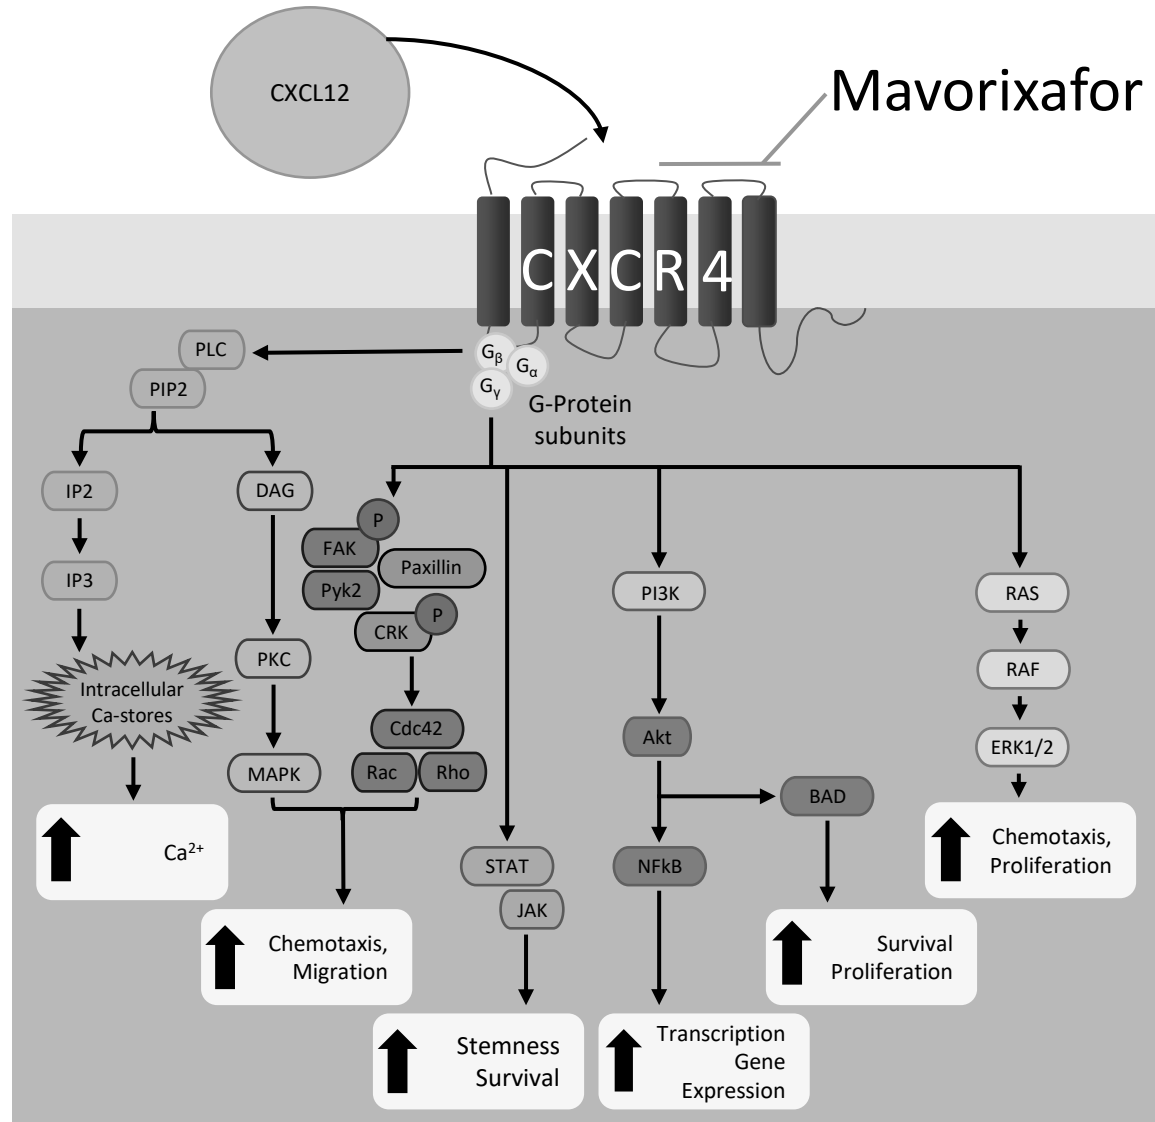 CXCL12
Mavorixafor
CXCR4
PLC
PIP2
Gβ
Gα
Gγ
G-Protein
subunits
IP2
DAG
P
FAK
Paxillin
Pyk2
IP3
PI3K
RAS
P
CRK
PKC
RAF
Intracellular
Ca-stores
Cdc42
Akt
ERK1/2
MAPK
Rac
Rho
BAD
Ca²⁺
STAT
NFkB
Chemotaxis,
Proliferation
JAK
Chemotaxis,
Migration
Survival
Proliferation
Stemness
Survival
Transcription
Gene
Expression